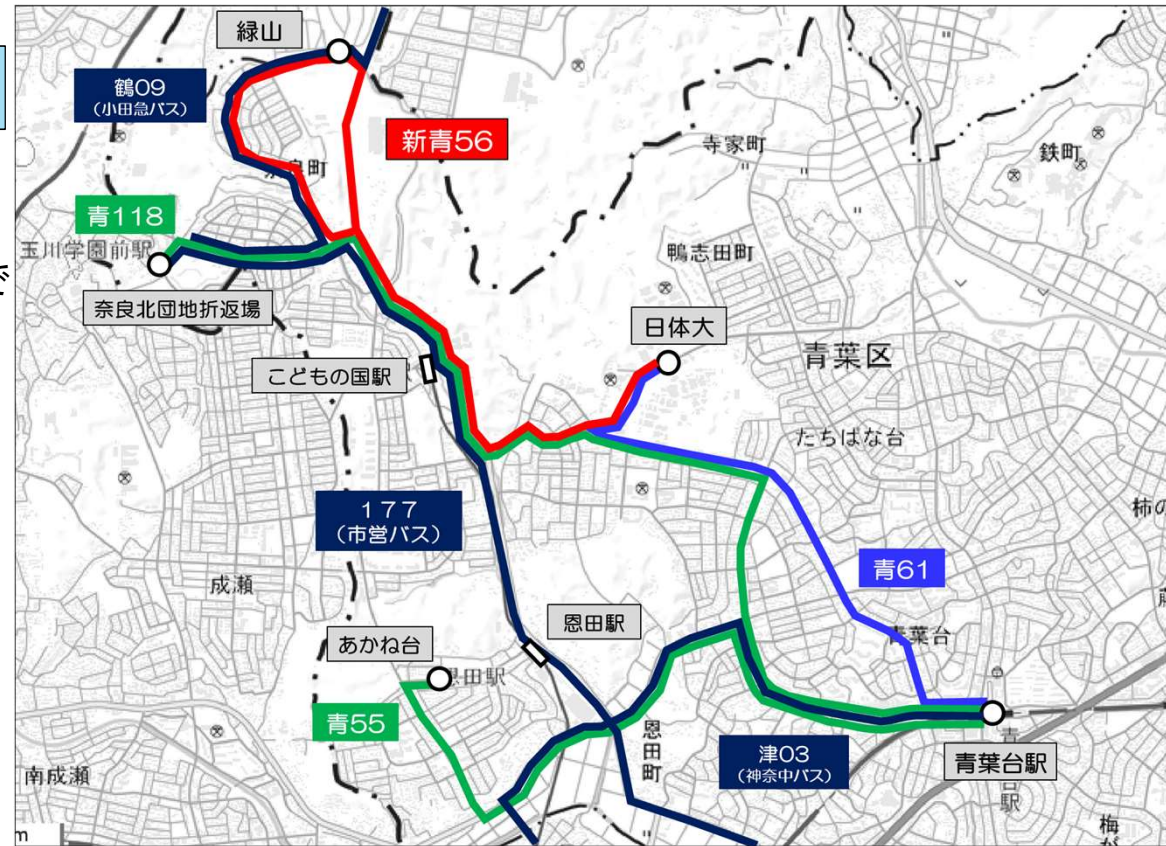 緑山
鶴09
(小田急バス)
新青56
寺家町
鉄町
青118
玉川学園前駅
鴨志田町
で
奈良北団地折返場
日体大
青葉区
こどもの国駅
たちばな台
177
(市営バス)
青61
成瀬
恩田駅
青葉台
あかね台
恩田駅
青55
恩田町
津03
(神奈中バス)
青葉台駅
南成瀬
m